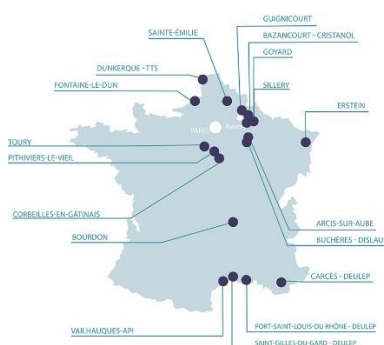 GUIGNICOURT
SAINTE-ÉMILIE
BAZANCOURT - CRISTANOL
GOYARD
DUNKERQUE - TTS
FONTAINE-LE-DUN
SILLERY
ERSTEIN
PARIS
TOURY
PITHIVIERS-LE-VIEIL
CORBEILLES-EN-GÂTINAIS
ARCIS-SUR-AUBE
BOURDON
BUCHÈRES - DISLAU
CARCÈS - DEULEP
VAILHAUQUES-API
PORT-SAINT-LOUIS-DU RHÔNE - DEULEP
SAINT-GILLES-DU-GARD - DEULEP